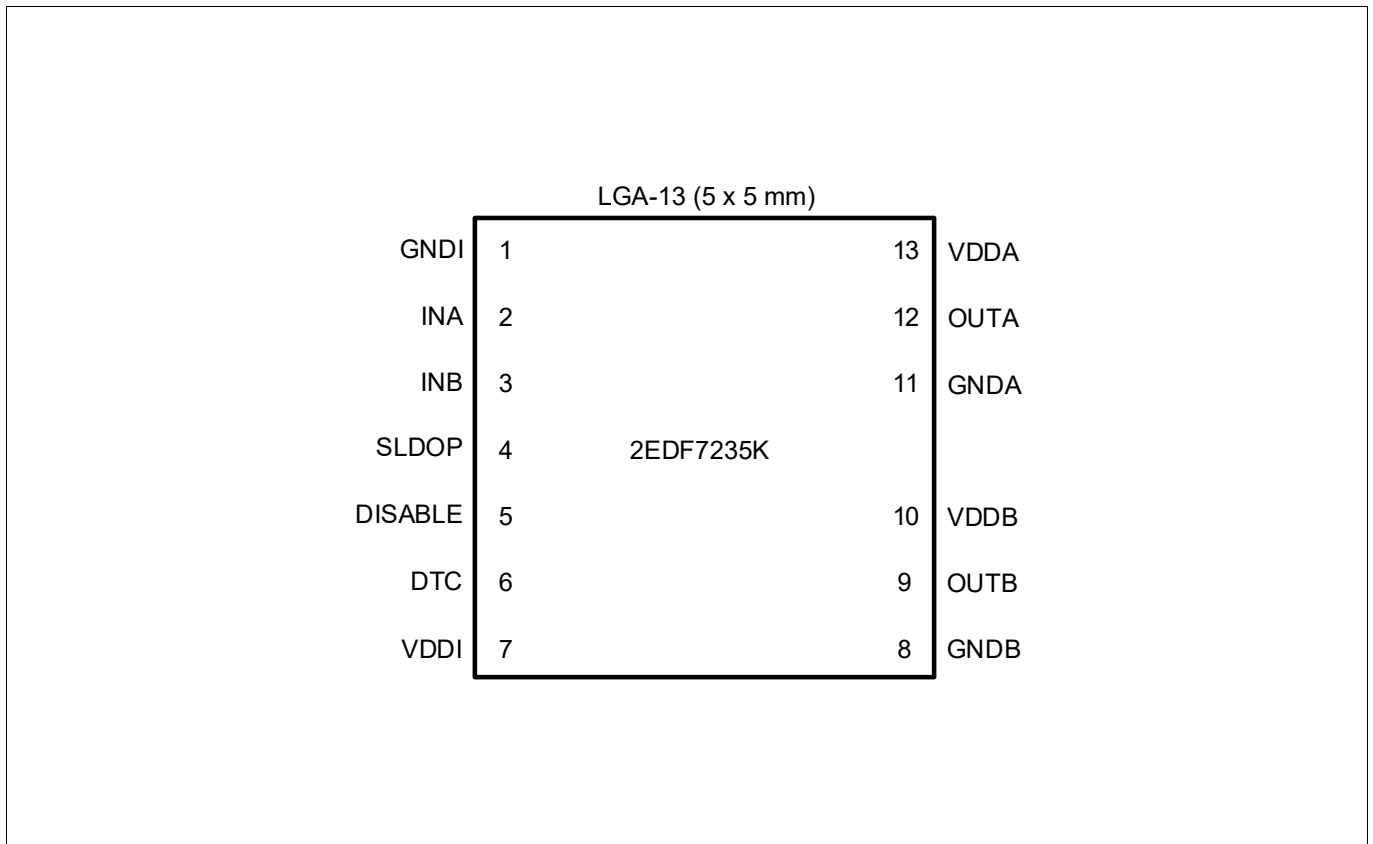 LGA-13 (5 x 5 mm)
GNDI 1 13 VDDA
INA 2 12 OUTA
INB 3 11 GNDA
SLDOP 4 2EDF7235K
DISABLE 5 10 VDDB
DTC 6 9 OUTB
VDDI 7 8 GNDB